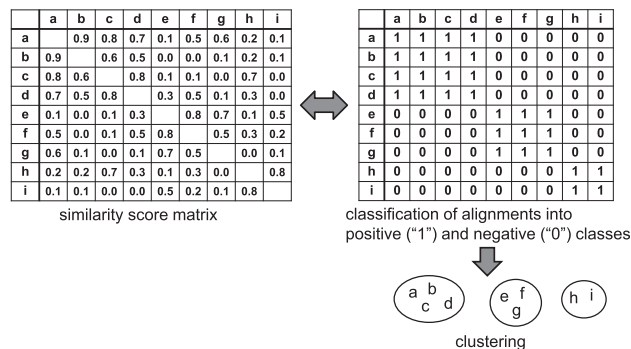 a b c d e f g h i
a 0.9 0.8 0.7 0.1 0.5 0.6 0.2 0.1
b 0.9 0.6 0.5 0.0 0.0 0.1 0.2 0.1
c 0.8 0.6 0.8 0.1 0.1 0.0 0.7 0.0
d 0.7 0.5 0.8 0.3 0.5 0.1 0.3 0.0
e 0.1 0.0 0.1 0.3 0.8 0.7 0.1 0.5
f 0.5 0.0 0.1 0.5 0.8 0.5 0.3 0.2
g 0.6 0.1 0.0 0.1 0.7 0.5 0.0 0.1
h 0.2 0.2 0.7 0.3 0.1 0.3 0.0 0.8
i 0.1 0.1 0.0 0.0 0.5 0.2 0.1 0.8
similarity score matrix
a b c d e f g h i
a 1 1 1 1 0 0 0 0 0
b 1 1 1 1 0 0 0 0 0
c 1 1 1 1 0 0 0 0 0
d 1 1 1 1 0 0 0 0 0
e 0 0 0 0 1 1 1 0 0
f 0 0 0 0 1 1 1 0 0
g 0 0 0 0 1 1 1 0 0
h 0 0 0 0 0 0 0 1 1
i 0 0 0 0 0 0 0 1 1
classification of alignments into
positive ("1") and negative ("0") classes
a b
c d
e f
g
h i
clustering